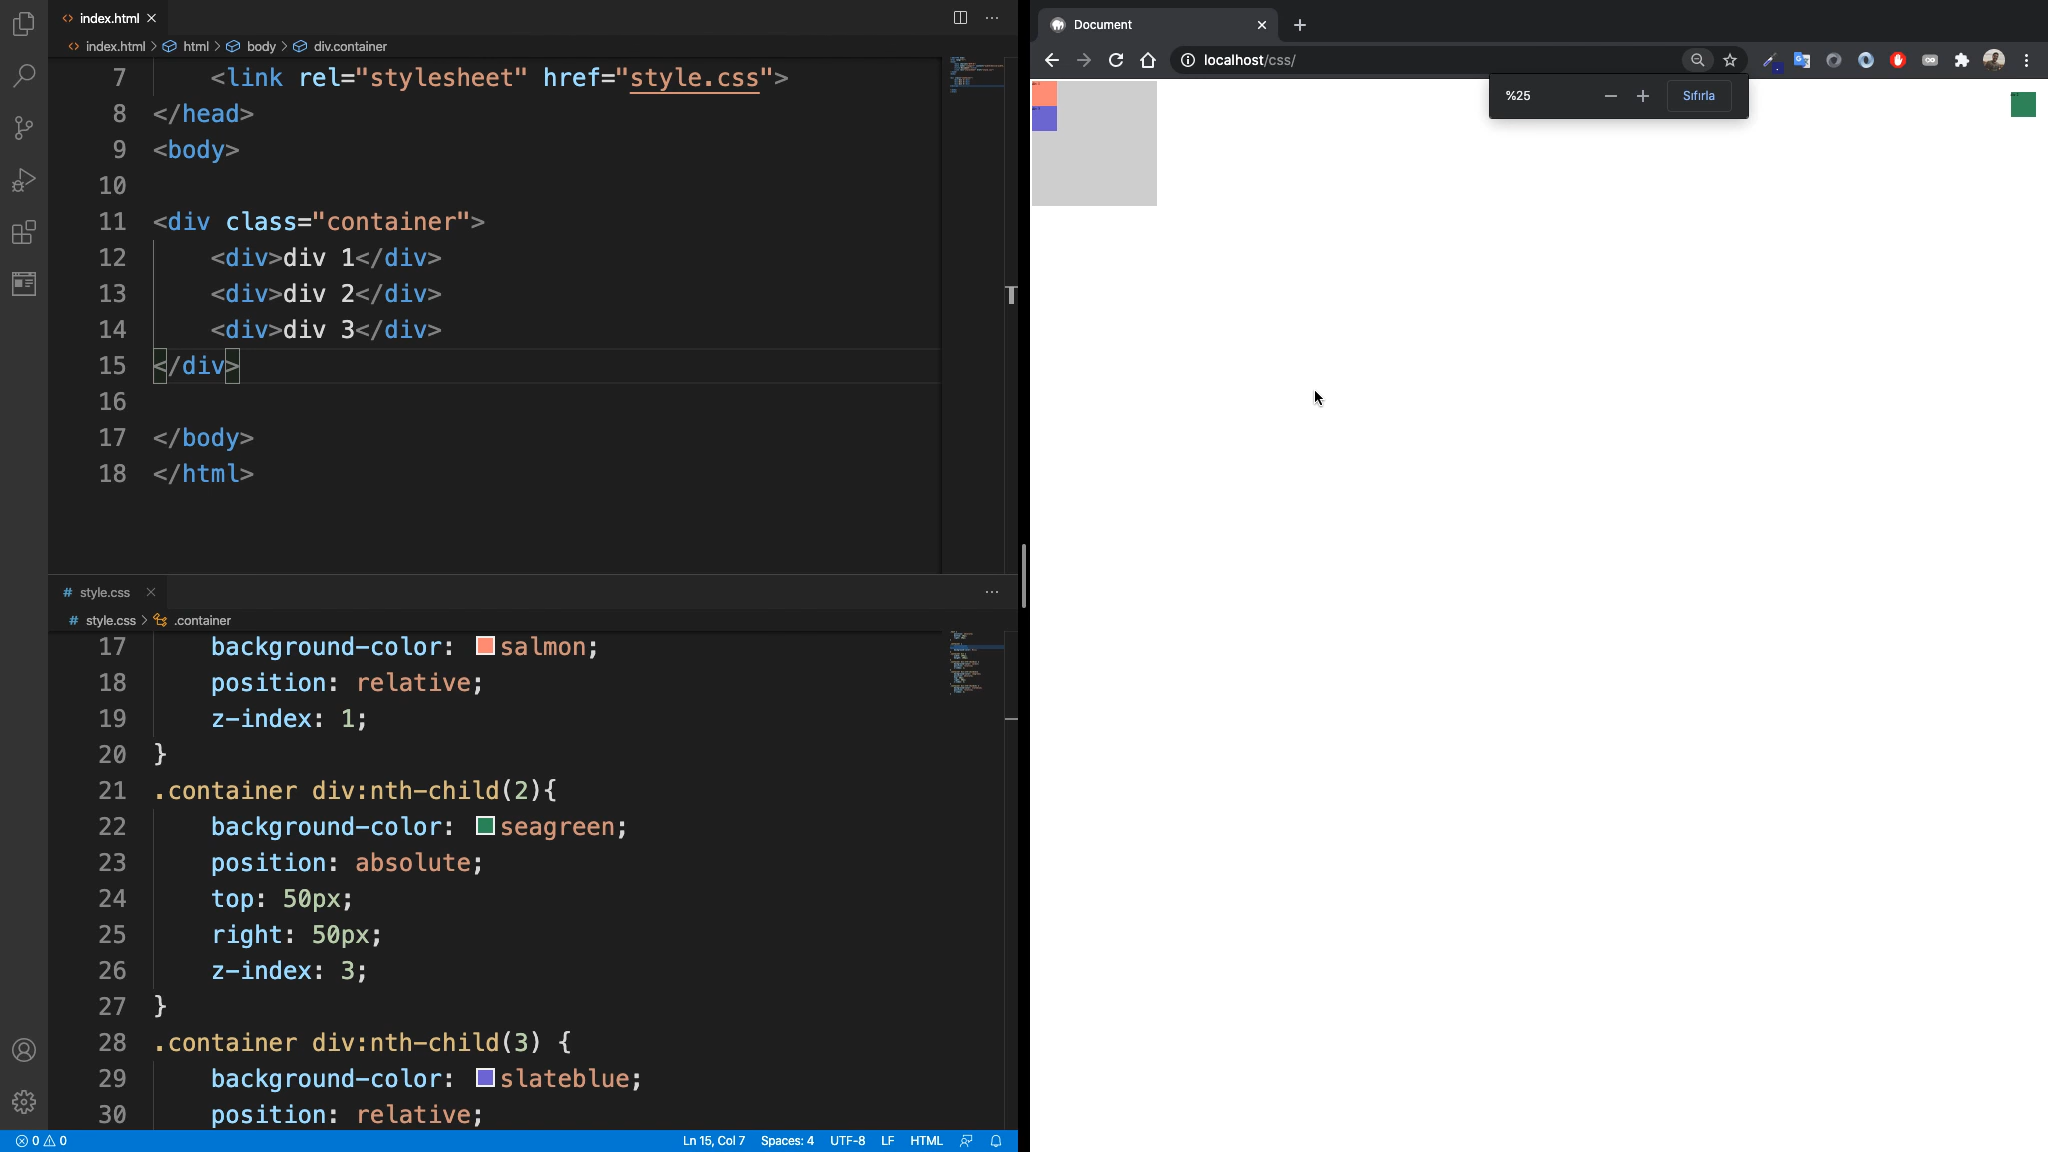 index.html
index.html > html > body > div.container
7 <link rel="stylesheet" href="style.css">
8 </head>
9 <body>
10
11 <div class="container">
12 <div>div 1</div>
13 <div>div 2</div>
14 <div>div 3</div>
15 </div>
16
17 </body>
18 </html>
# style.css
# style.css > .container
17 background-color: salmon;
18 position: relative;
19 z-index: 1;
20 }
21 .container div:nth-child(2){
22 background-color: seagreen;
23 position: absolute;
24 top: 50px;
25 right: 50px;
26 z-index: 3;
27 }
28 .container div:nth-child(3) {
29 background-color: slateblue;
30 position: relative;
0 0
Ln 15, Col 7 Spaces: 4 UTF-8 LF HTML
Document
localhost/css/
%25 Sıfırla